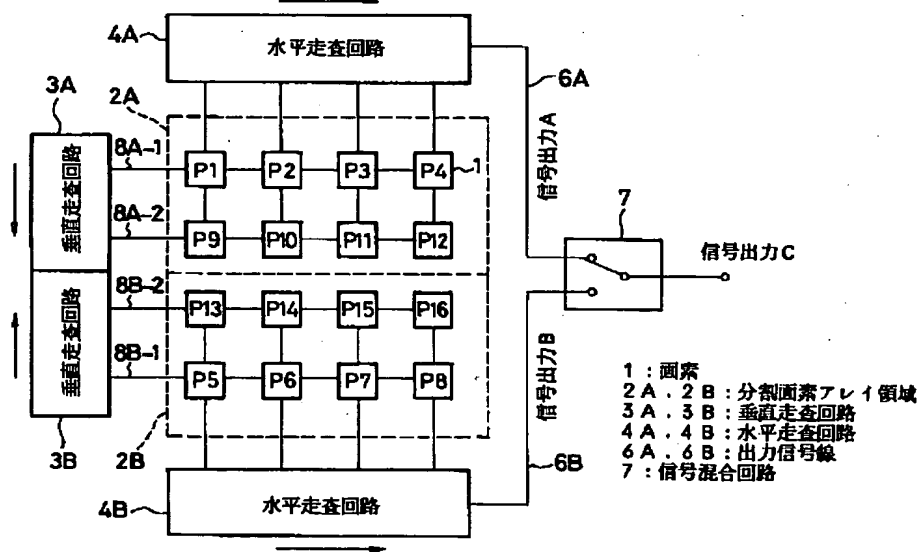 4A
水平走査回路
6A
3A
2A
信号出力A
8A-1
P1
P2
P3
P4
1
垂直走査回路
8A-2
P9
P10
P11
P12
7
信号出力C
8B-2
P13
P14
P15
P16
垂直走査回路
8B-1
P5
P6
P7
P8
信号出力B
3B
2B
6B
4B
水平走査回路
1：画素
2A．2B：分割画素アレイ領域
3A．3B：垂直走査回路
4A．4B：水平走査回路
6A．6B：出力信号線
7：信号混合回路